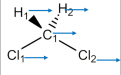 H₁ H₂
C₁
Cl₁ Cl₂